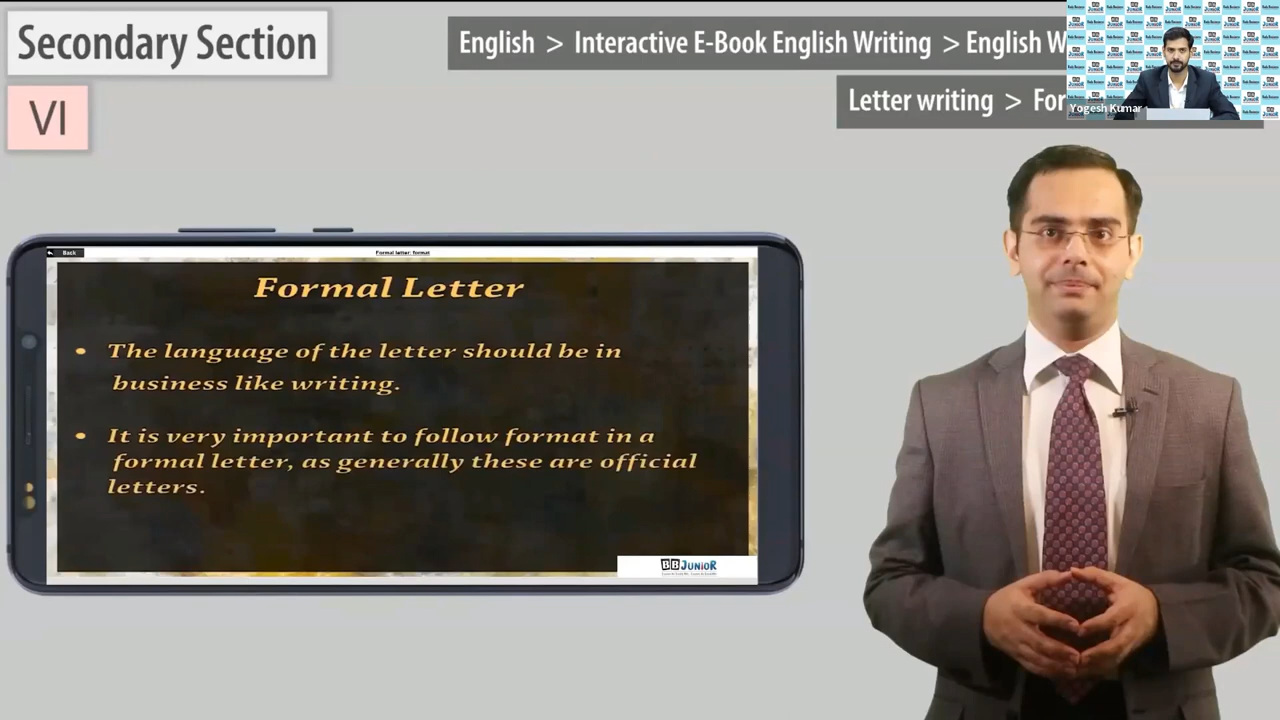 Secondary Section
English > Interactive E-Book English Writing > English W
VI
Letter writing > For
Yogesh Kumar
Back
Formal letter: format
Formal Letter
• The language of the letter should be in
business like writing.
• It is very important to follow format in a
formal letter, as generally these are official
letters.
BBJUNIOR